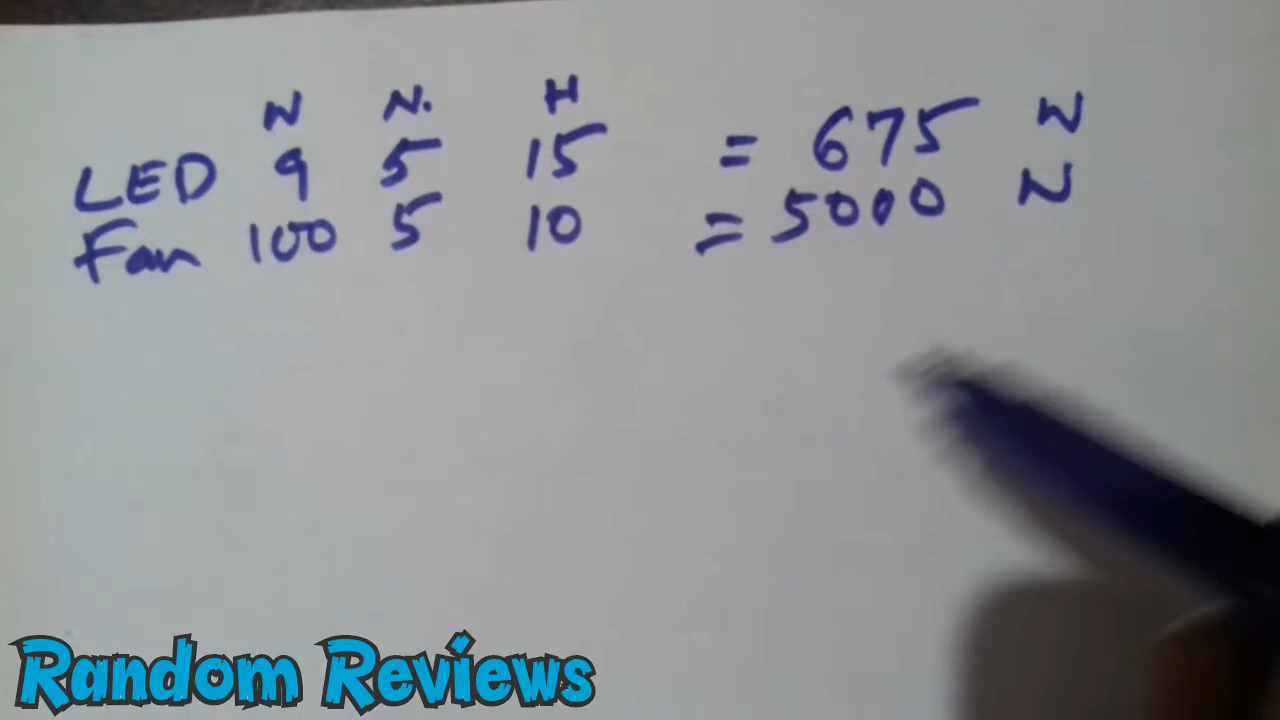 W N. H
LED 9 5 15 = 675 W
Fan 100 5 10 = 5000 W
Random Reviews